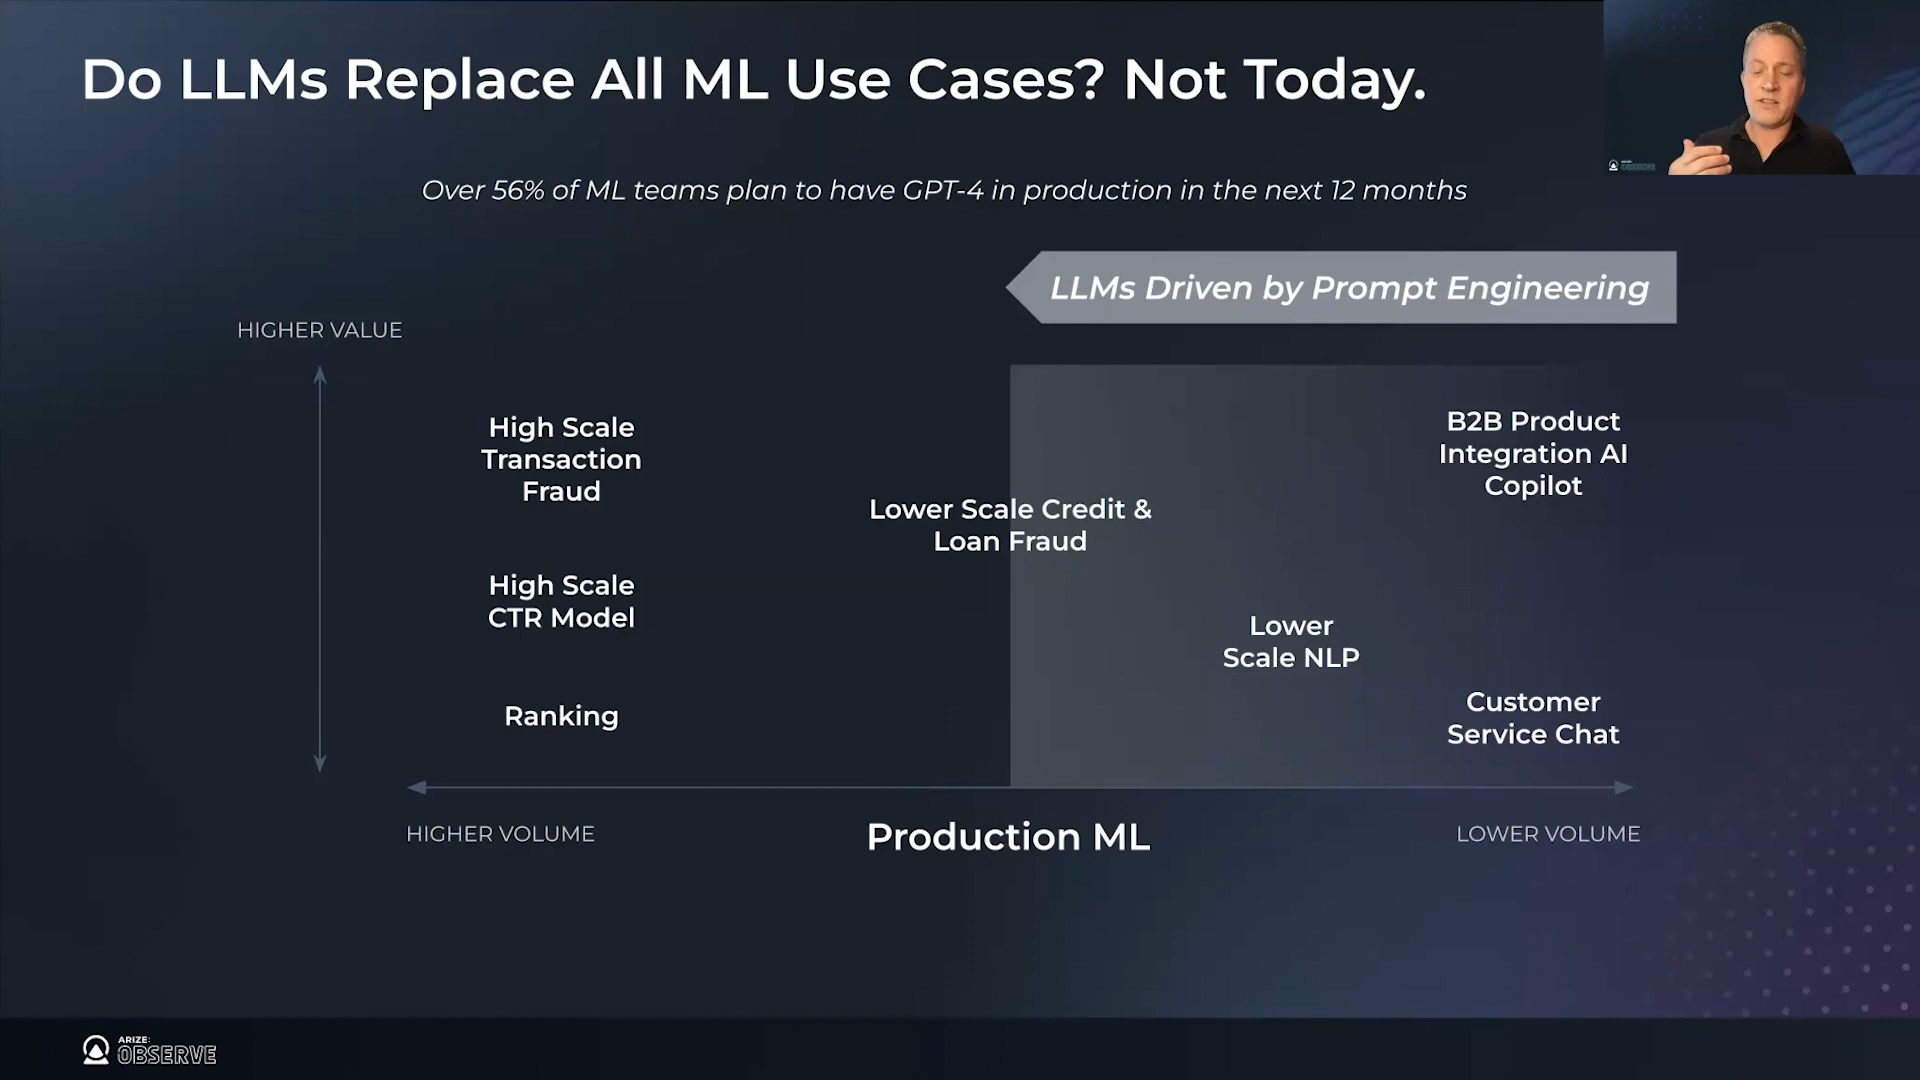 Do LLMs Replace All ML Use Cases? Not Today.
Over 56% of ML teams plan to have GPT-4 in production in the next 12 months
LLMs Driven by Prompt Engineering
HIGHER VALUE
High Scale
Transaction
Fraud
B2B Product
Integration AI
Copilot
Lower Scale Credit &
Loan Fraud
High Scale
CTR Model
Lower
Scale NLP
Ranking
Customer
Service Chat
HIGHER VOLUME
Production ML
LOWER VOLUME
ARIZE:
OBSERVE